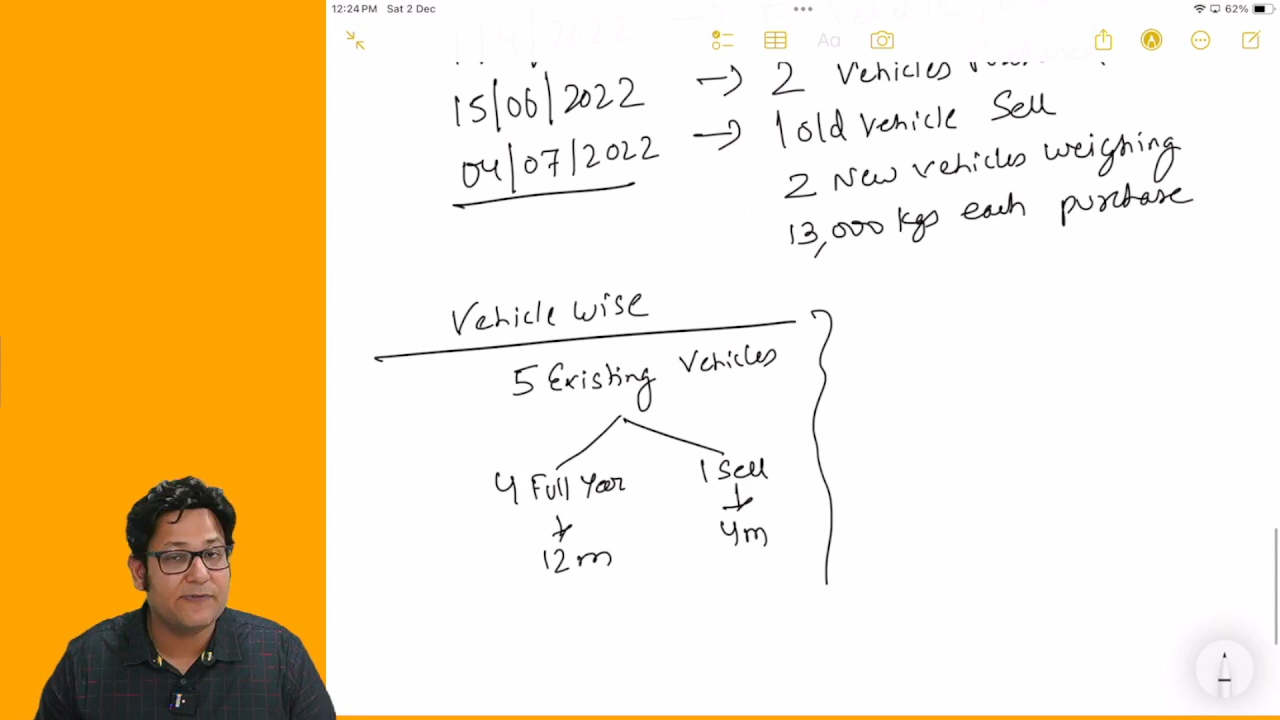 12:24 PM Sat 2 Dec
62%
Aa
15/06/2022 → 2 Vehicles
04/07/2022 → 1 old vehicle Sell
2 New vehicles weighing
13,000 kgs each purchase
Vehicle wise
5 Existing Vehicles
4 Full Year
1 Sell
12 m
4m